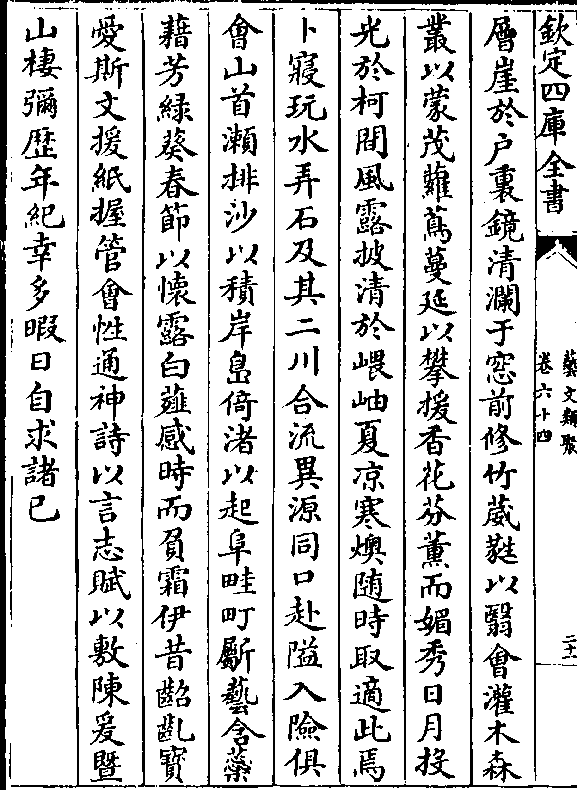 欽定四庫全書
藝文類聚
卷六十四
二十一
層崖於户裏鏡清瀾于窓前修竹葳蕤以翳會灌木森
叢以蒙茂蘿蔦蔓延以攀援香花芬薰而媚秀日月投
光於柯間風露披清於㟪岫夏凉寒燠随時取適此焉
卜寢玩水弄石及其二川合流異源同口赴隘入險俱
會山首瀨排沙以積岸島倚渚以起阜畦町斸藝含蘂
藉芳緑葵春節以懐露白薤感時而負霜伊昔齠齓寳
愛斯文援紙握管會性通神詩以言志賦以敷陳爰暨
山棲彌歴年紀幸多暇日自求諸已